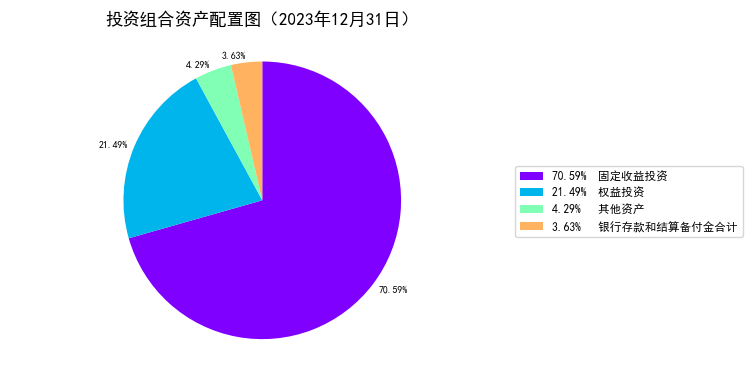 投资组合资产配置图（2023年12月31日）
3.63%
4.29%
21.49%
70.59%
70.59% 固定收益投资
21.49% 权益投资
4.29% 其他资产
3.63% 银行存款和结算备付金合计